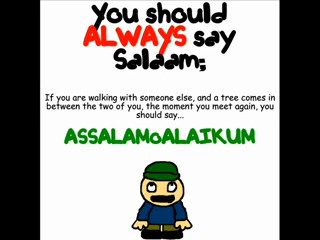 You should
ALWAYS say
Salaam;
If you are walking with someone else, and a tree comes in
between the two of you, the moment you meet again, you
should say...
ASSALAMoALAIKUM